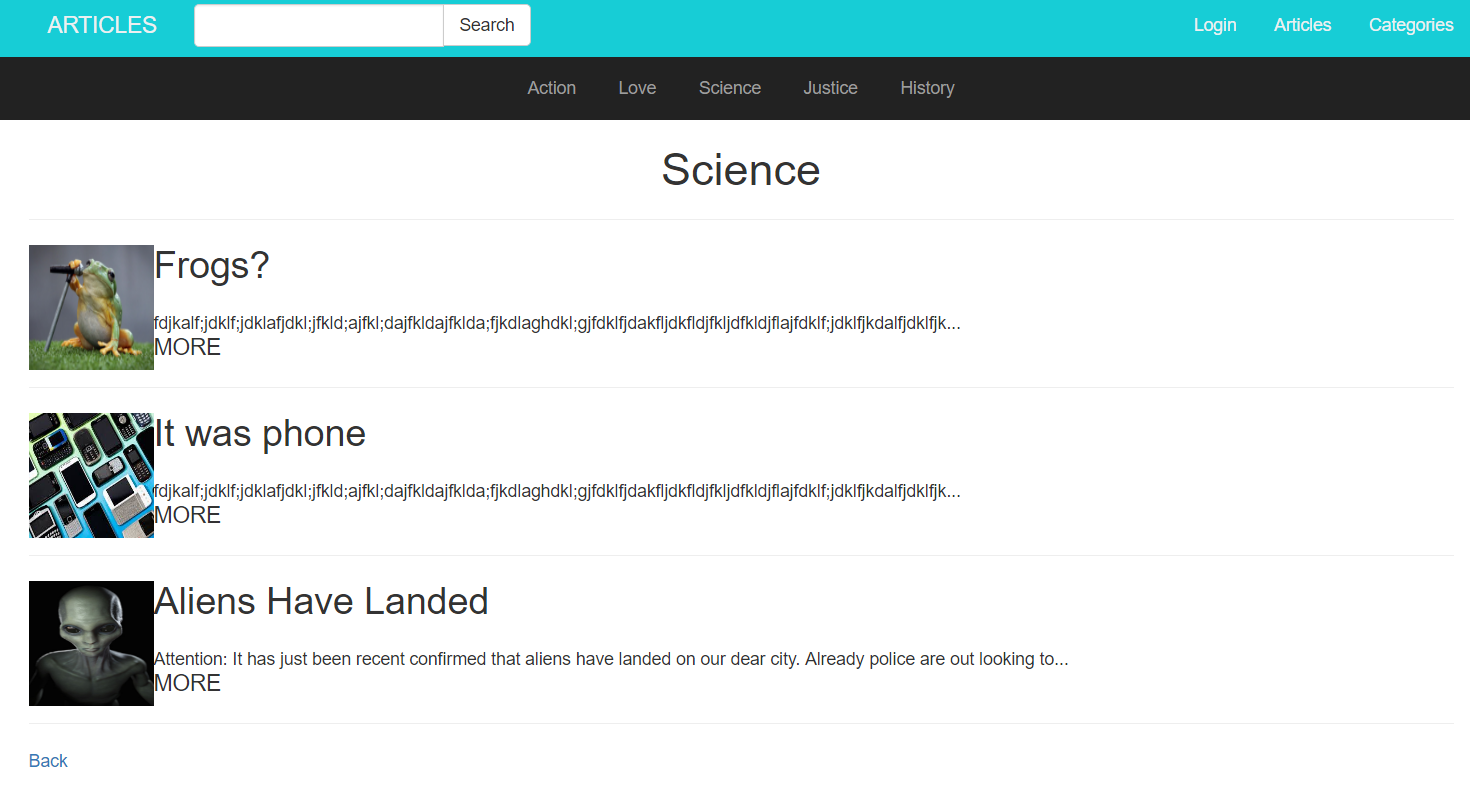 ARTICLES Search Login Articles Categories
Action Love Science Justice History
Science
Frogs?
fdjkalf;jdklf;jdklafjdkl;jfkld;ajfkl;dajfkldajfklda;fjkdlaghdkl;gjfdklfjdakfljdkfldjfkljdfkldjflajfdklf;jdklfjkdalfjdklfjk...
MORE
It was phone
fdjkalf;jdklf;jdklafjdkl;jfkld;ajfkl;dajfkldajfklda;fjkdlaghdkl;gjfdklfjdakfljdkfldjfkljdfkldjflajfdklf;jdklfjkdalfjdklfjk...
MORE
Aliens Have Landed
Attention: It has just been recent confirmed that aliens have landed on our dear city. Already police are out looking to...
MORE
Back